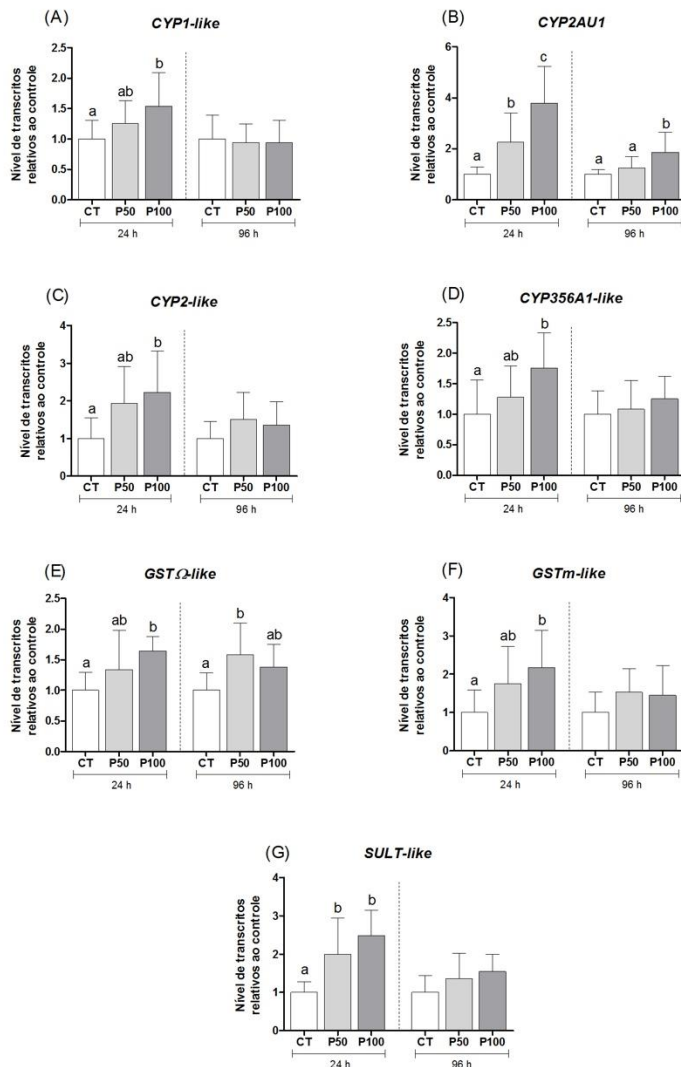 (A) CYP1-like
Nível de transcritos
relativos ao controle
2.5
2.0
1.5
1.0
0.5
0.0
a ab b
CT P50 P100 CT P50 P100
24 h 96 h
(B) CYP2AU1
Nível de transcritos
relativos ao controle
6
4
2
0
a b c a a b
CT P50 P100 CT P50 P100
24 h 96 h
(C) CYP2-like
Nível de transcritos
relativos ao controle
4
3
2
1
0
a ab b
CT P50 P100 CT P50 P100
24 h 96 h
(D) CYP356A1-like
Nível de transcritos
relativos ao controle
2.5
2.0
1.5
1.0
0.5
0.0
a ab b
CT P50 P100 CT P50 P100
24 h 96 h
(E) GSTΩ-like
Nível de transcritos
relativos ao controle
2.5
2.0
1.5
1.0
0.5
0.0
a ab b a b ab
CT P50 P100 CT P50 P100
24 h 96 h
(F) GSTm-like
Nível de transcritos
relativos ao controle
4
3
2
1
0
a ab b
CT P50 P100 CT P50 P100
24 h 96 h
(G) SULT-like
Nível de transcritos
relativos ao controle
4
3
2
1
0
a b b
CT P50 P100 CT P50 P100
24 h 96 h